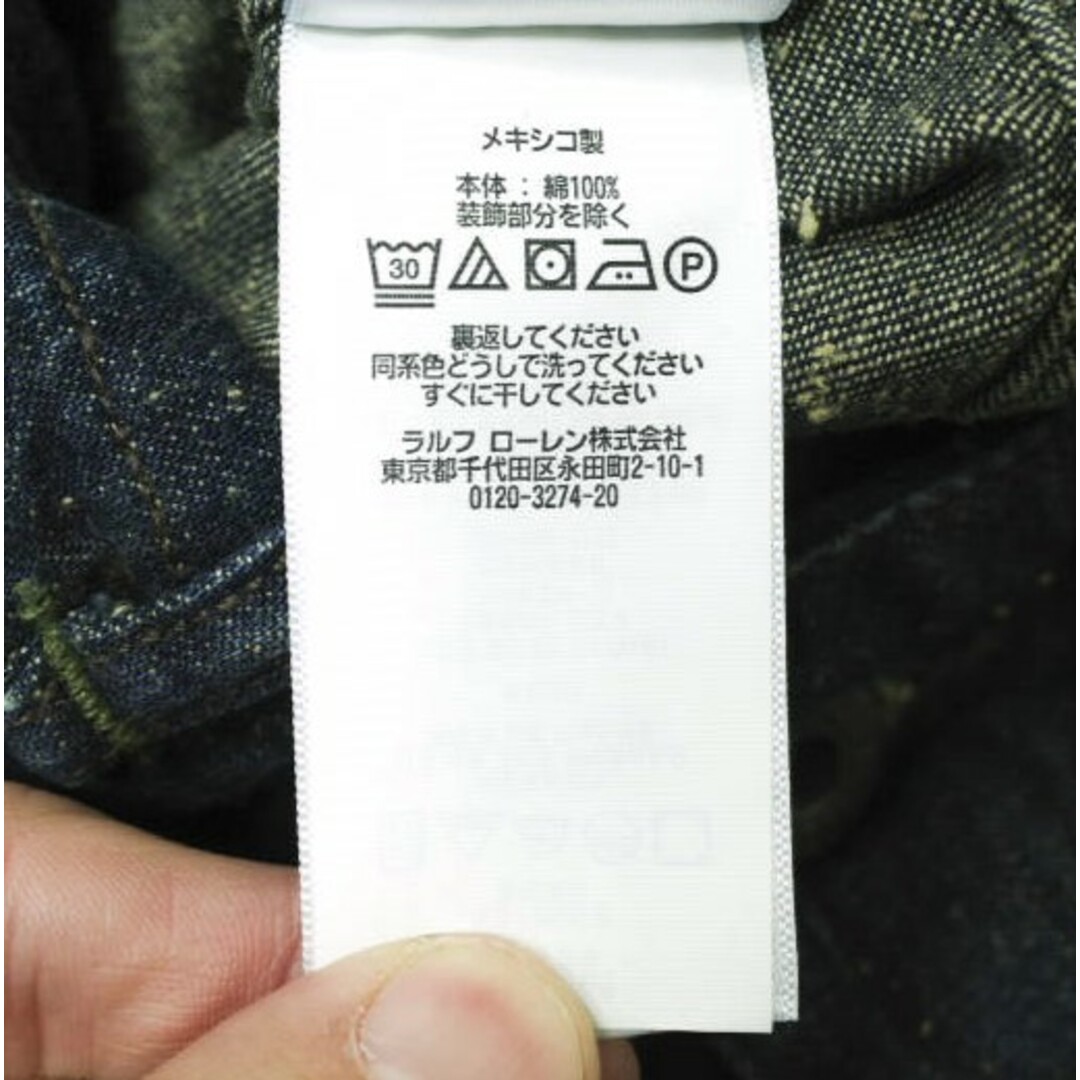 メキシコ製
本体 : 綿100%
装飾部分を除く
30 P
裏返してください
同系色どうしで洗ってください
すぐに干してください
ラルフ ローレン株式会社
東京都千代田区永田町2-10-1
0120-3274-20